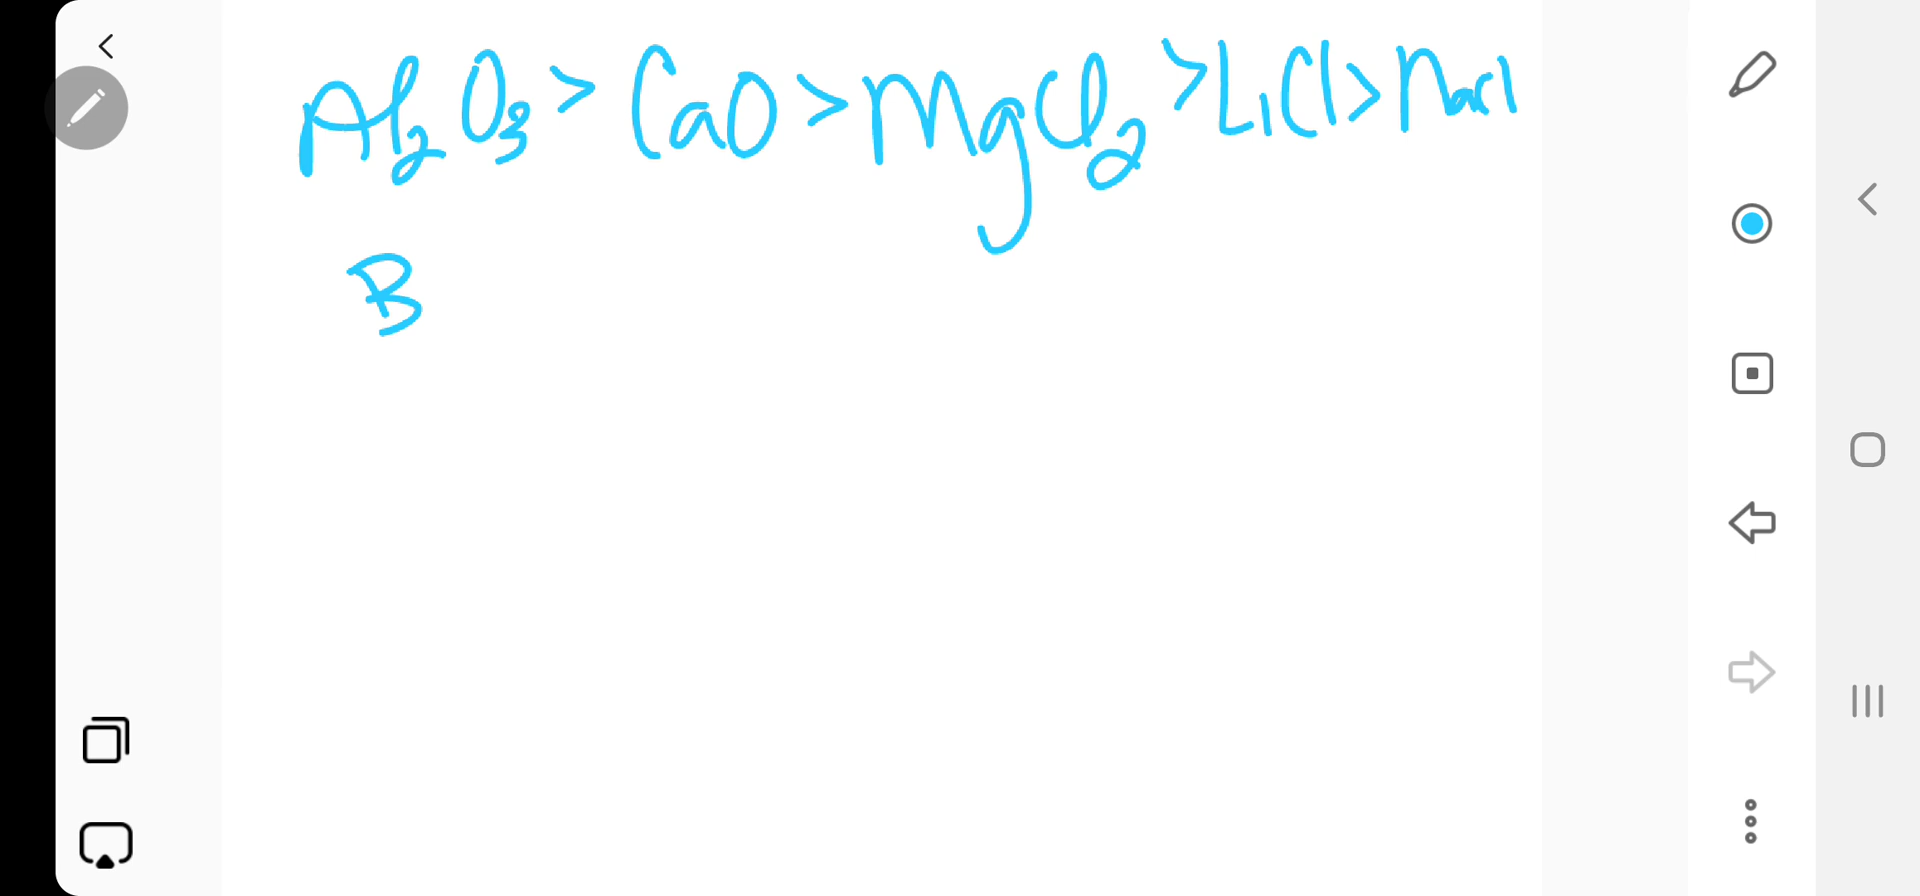 Al₂O₃ > CaO > MgCl₂ > LiCl > Nacl
B